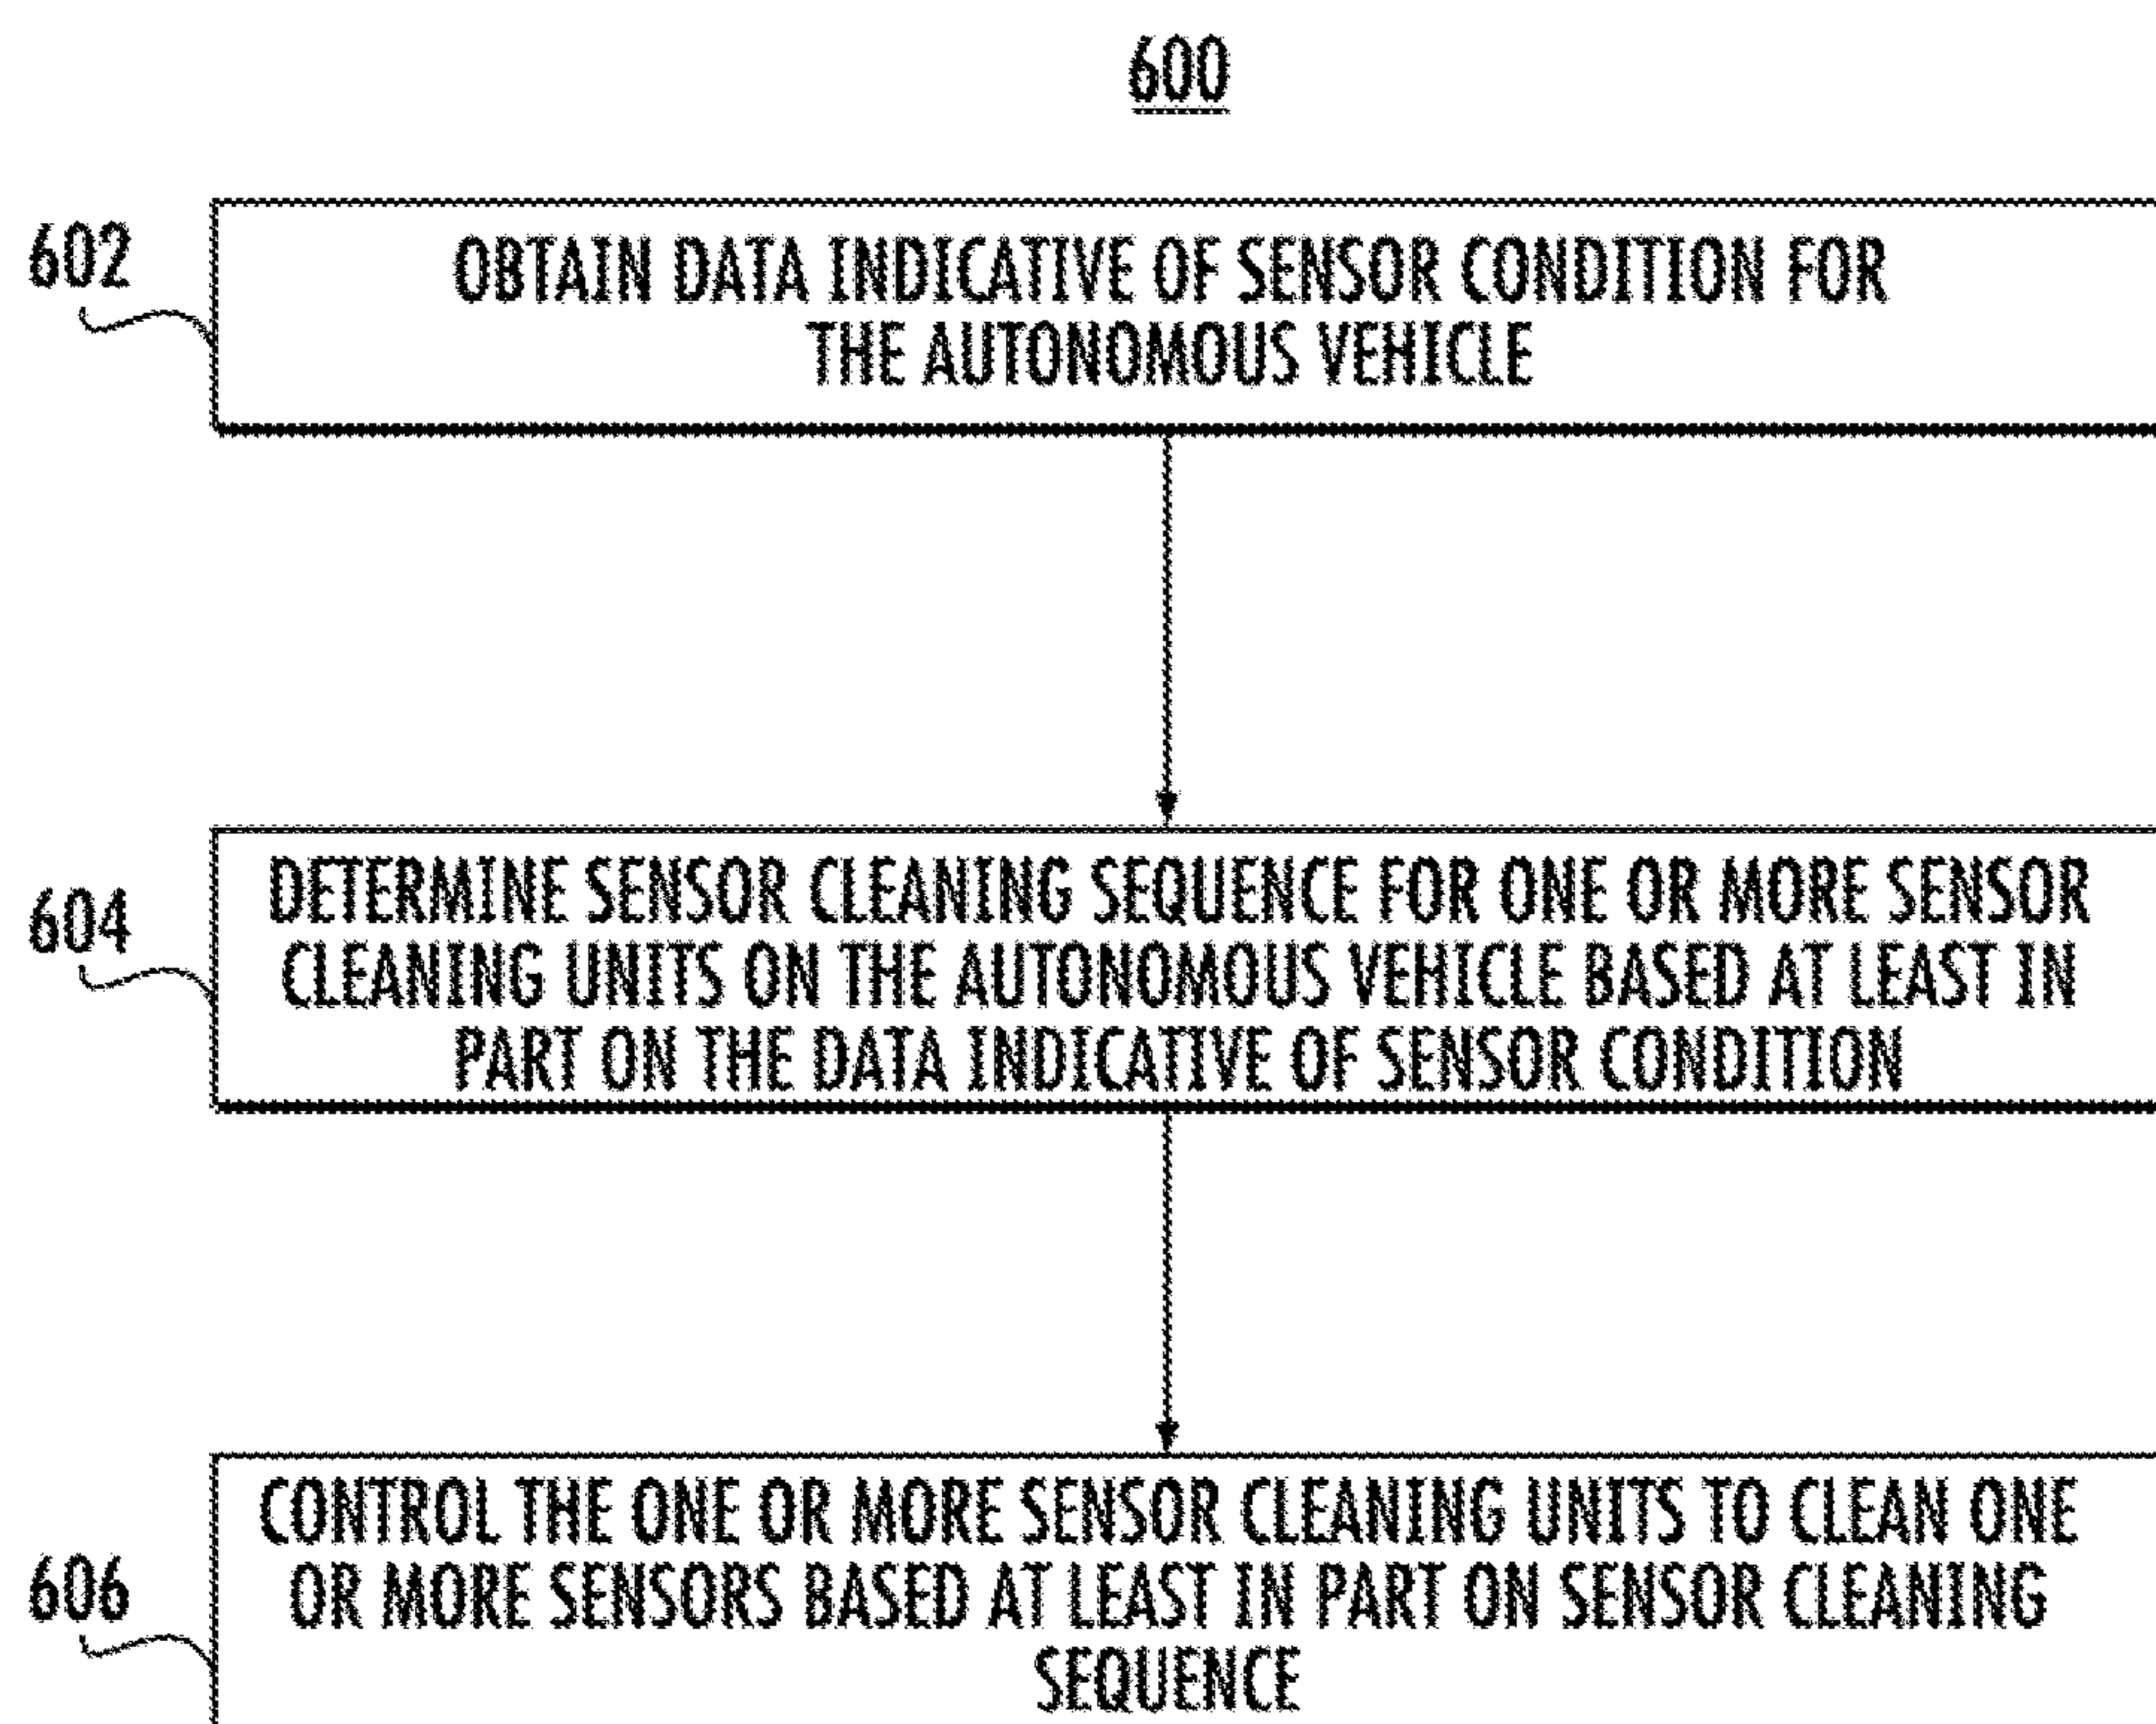 600
602
OBTAIN DATA INDICATIVE OF SENSOR CONDITION FOR
THE AUTONOMOUS VEHICLE
604
DETERMINE SENSOR CLEANING SEQUENCE FOR ONE OR MORE SENSOR
CLEANING UNITS ON THE AUTONOMOUS VEHICLE BASED AT LEAST IN
PART ON THE DATA INDICATIVE OF SENSOR CONDITION
606
CONTROL THE ONE OR MORE SENSOR CLEANING UNITS TO CLEAN ONE
OR MORE SENSORS BASED AT LEAST IN PART ON SENSOR CLEANING
SEQUENCE